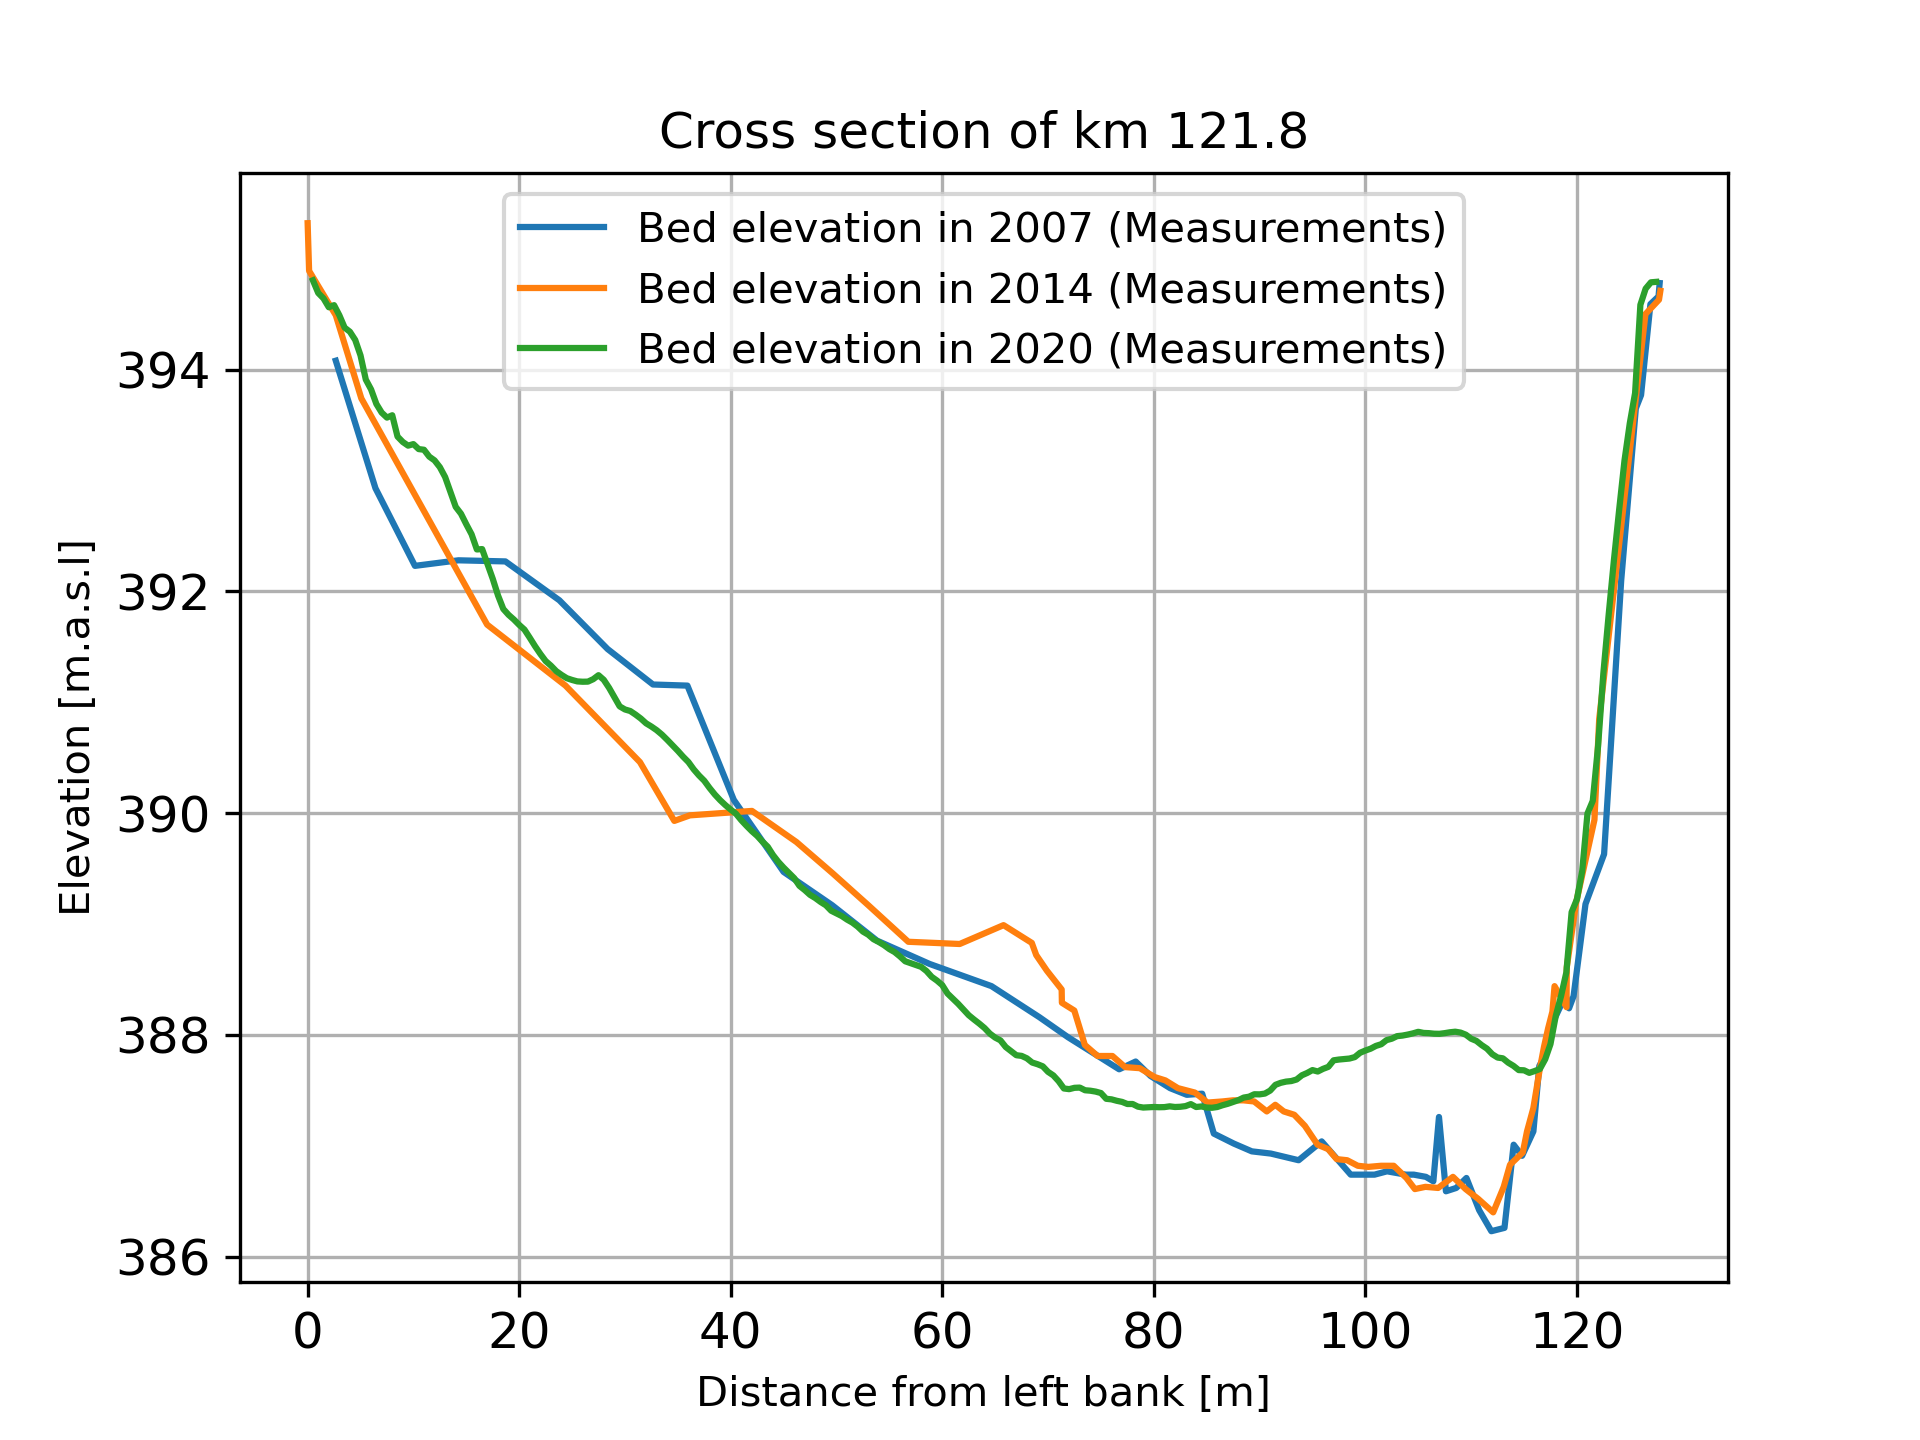 Cross section of km 121.8
Bed elevation in 2007 (Measurements)
Bed elevation in 2014 (Measurements)
Bed elevation in 2020 (Measurements)
Elevation [m.a.s.l]
394
392
390
388
386
0 20 40 60 80 100 120
Distance from left bank [m]